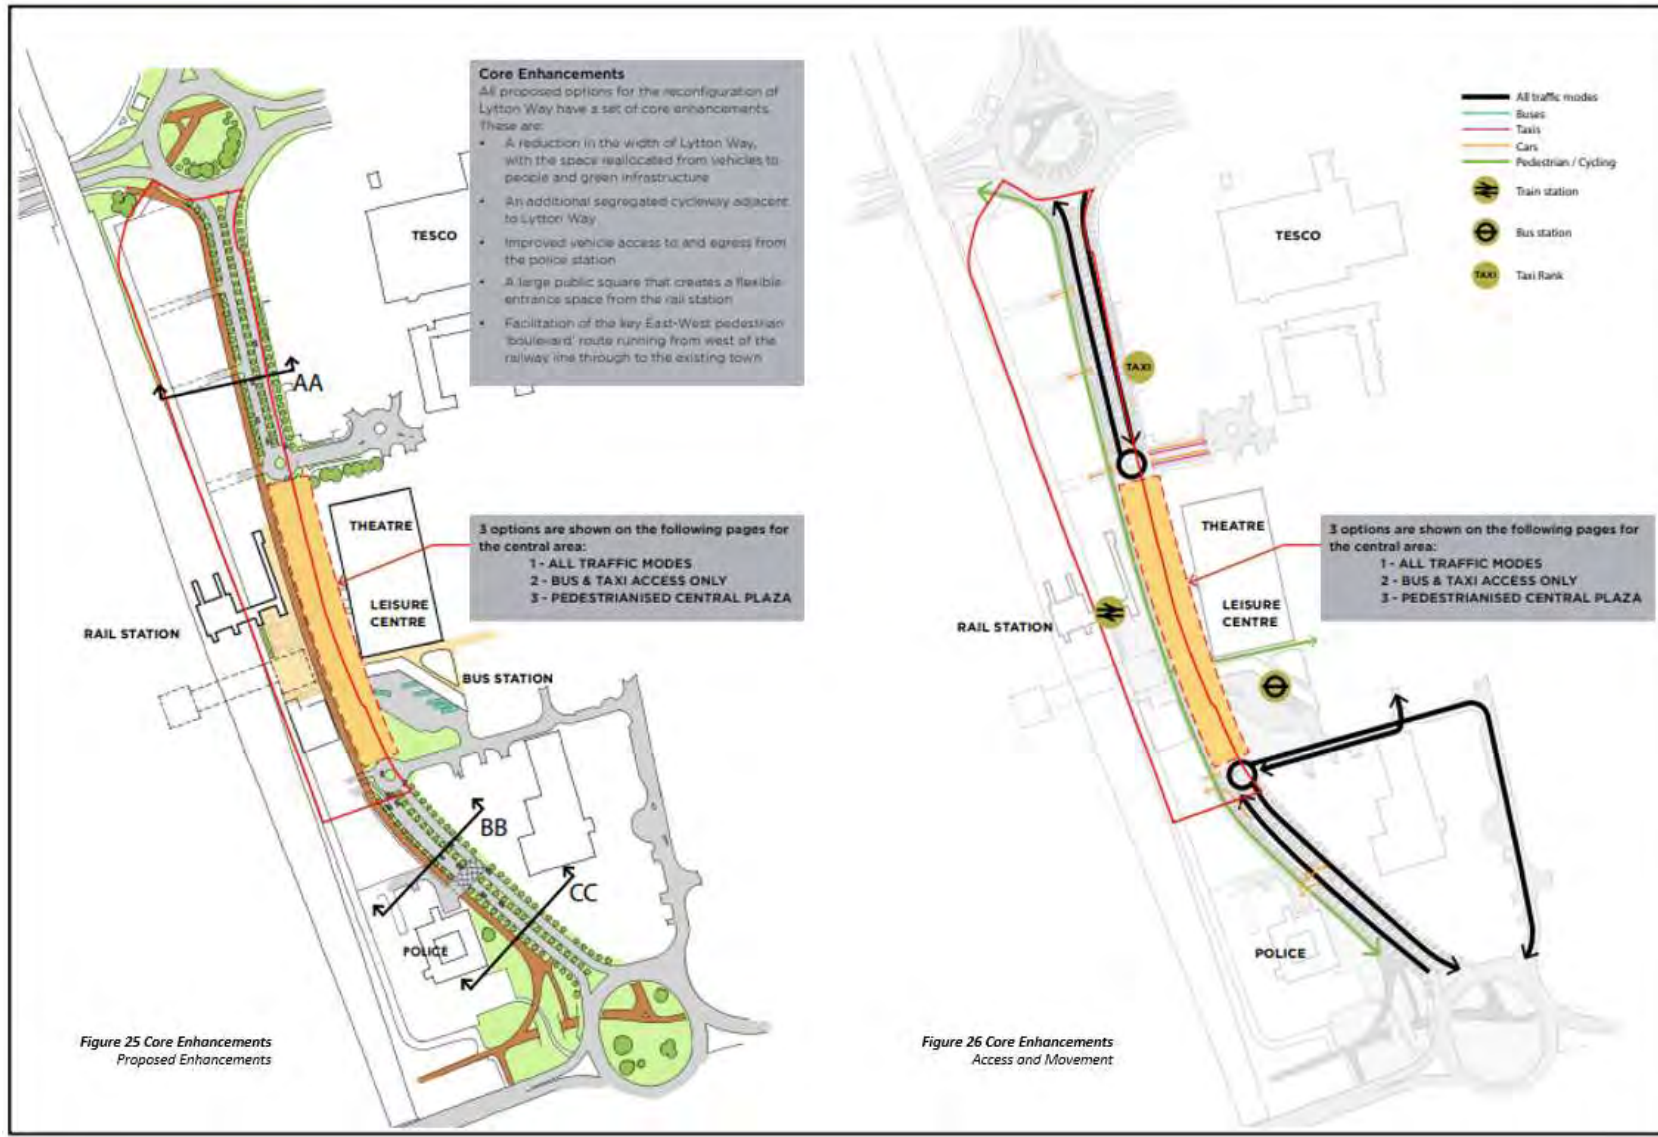 Core Enhancements
All proposed options for the reconfiguration of
Lytton Way have a set of core enhancements.
These are:
• A reduction in the width of Lytton Way,
with the space reallocated from vehicles to
people and green infrastructure
• An additional segregated cycleway adjacent
to Lytton Way
• Improved vehicle access to and egress from
the police station
• A large public square that creates a flexible
entrance space from the rail station
• Facilitation of the key East-West pedestrian
'boulevard' route running from west of the
railway line through to the existing town
TESCO
AA
THEATRE
3 options are shown on the following pages for
the central area:
1 - ALL TRAFFIC MODES
2 - BUS & TAXI ACCESS ONLY
3 - PEDESTRIANISED CENTRAL PLAZA
LEISURE
CENTRE
RAIL STATION
BUS STATION
BB
CC
POLICE
Figure 25 Core Enhancements
Proposed Enhancements
All traffic modes
Buses
Taxis
Cars
Pedestrian / Cycling
Train station
Bus station
TAXI
Taxi Rank
TESCO
TAXI
THEATRE
3 options are shown on the following pages for
the central area:
1 - ALL TRAFFIC MODES
2 - BUS & TAXI ACCESS ONLY
3 - PEDESTRIANISED CENTRAL PLAZA
LEISURE
CENTRE
RAIL STATION
POLICE
Figure 26 Core Enhancements
Access and Movement